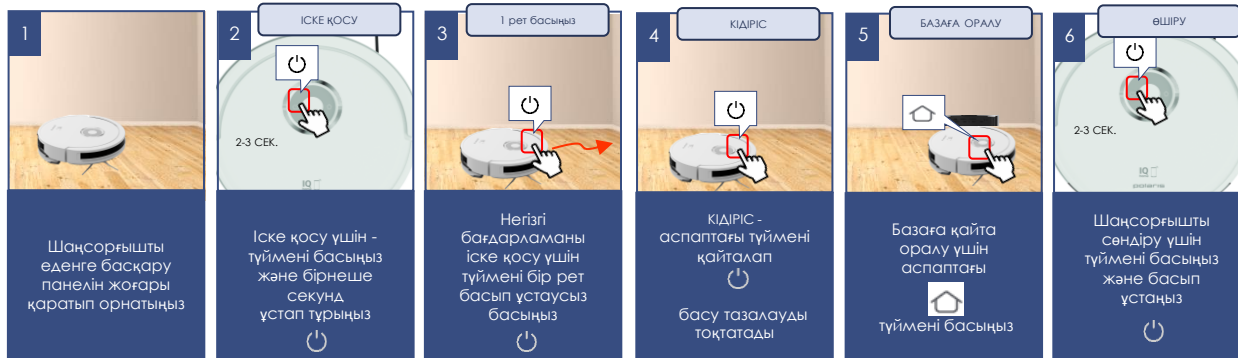 1
Шаңсорғышты
еденге басқару
панелін жоғары
қаратып орнатыңыз
2
ІСКЕ ҚОСУ
2-3 СЕК.
IQ
Іске қосу үшін -
түймені басыңыз
және бірнеше
секунд
ұстап тұрыңыз
3
1 рет басыңыз
Негізгі
бағдарламаны
іске қосу үшін
түймені бір рет
басып ұстаусыз
басыңыз
4
КІДІРІС
КІДІРІС -
аспаптағы түймені
қайталап
басу тазалауды
тоқтатады
5
БАЗАҒА ОРАЛУ
Базаға қайта
оралу үшін
аспаптағы
түймені басыңыз
6
ӨШІРУ
2-3 СЕК.
IQ
polaris
Шаңсорғышты
сөндіру үшін
түймені басыңыз
және басып
ұстаңыз